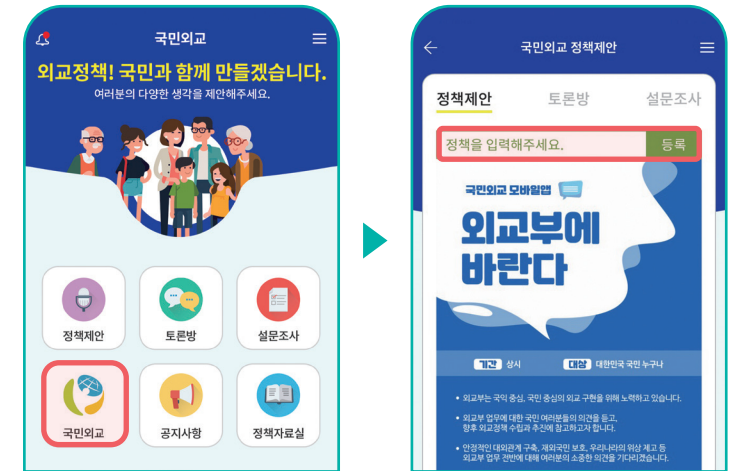 국민외교
외교정책! 국민과 함께 만들겠습니다.
여러분의 다양한 생각을 제안해주세요.
정책제안
토론방
설문조사
국민외교
공지사항
정책자료실
국민외교 정책제안
정책제안
토론방
설문조사
정책을 입력해주세요.
등록
국민외교 모바일앱
외교부에
바란다
기간 상시
대상 대한민국 국민 누구나
• 외교부는 국익 중심, 국민 중심의 외교 구현을 위해 노력하고 있습니다.
• 외교부 업무에 대한 국민 여러분들의 의견을 듣고,
향후 외교정책 수립과 추진에 참고하고자 합니다.
• 안정적인 대외관계 구축, 재외국민 보호, 우리나라의 위상 제고 등
외교부 업무 전반에 대해 여러분의 소중한 의견을 기다리겠습니다.